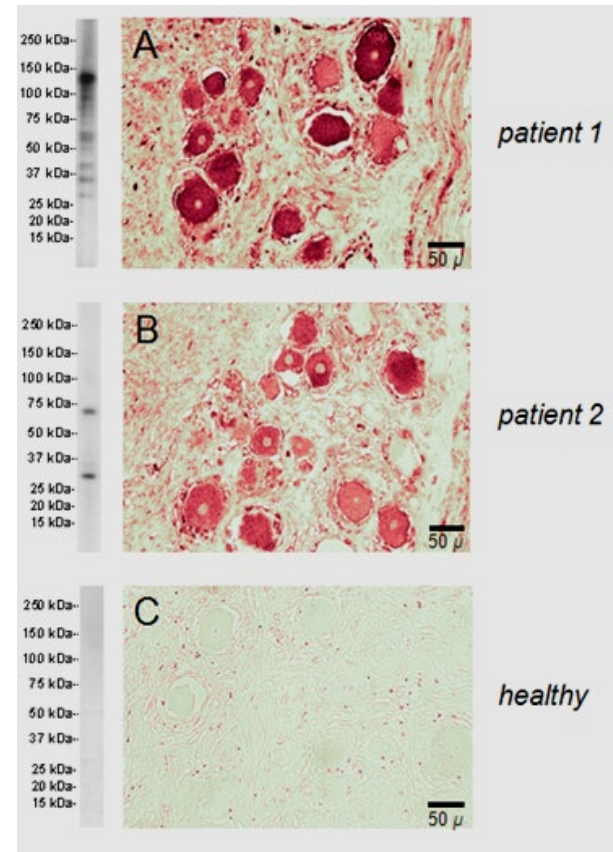 250 kDa-
150 kDa-
100 kDa-
75 kDa-
50 kDa-
37 kDa-
25 kDa-
20 kDa-
15 kDa-
A
50 µ
patient 1
250 kDa-
150 kDa-
100 kDa-
75 kDa-
50 kDa-
37 kDa-
25 kDa-
20 kDa-
15 kDa-
B
50 µ
patient 2
250 kDa-
150 kDa-
100 kDa-
75 kDa-
50 kDa-
37 kDa-
25 kDa-
20 kDa-
15 kDa-
C
50 µ
healthy